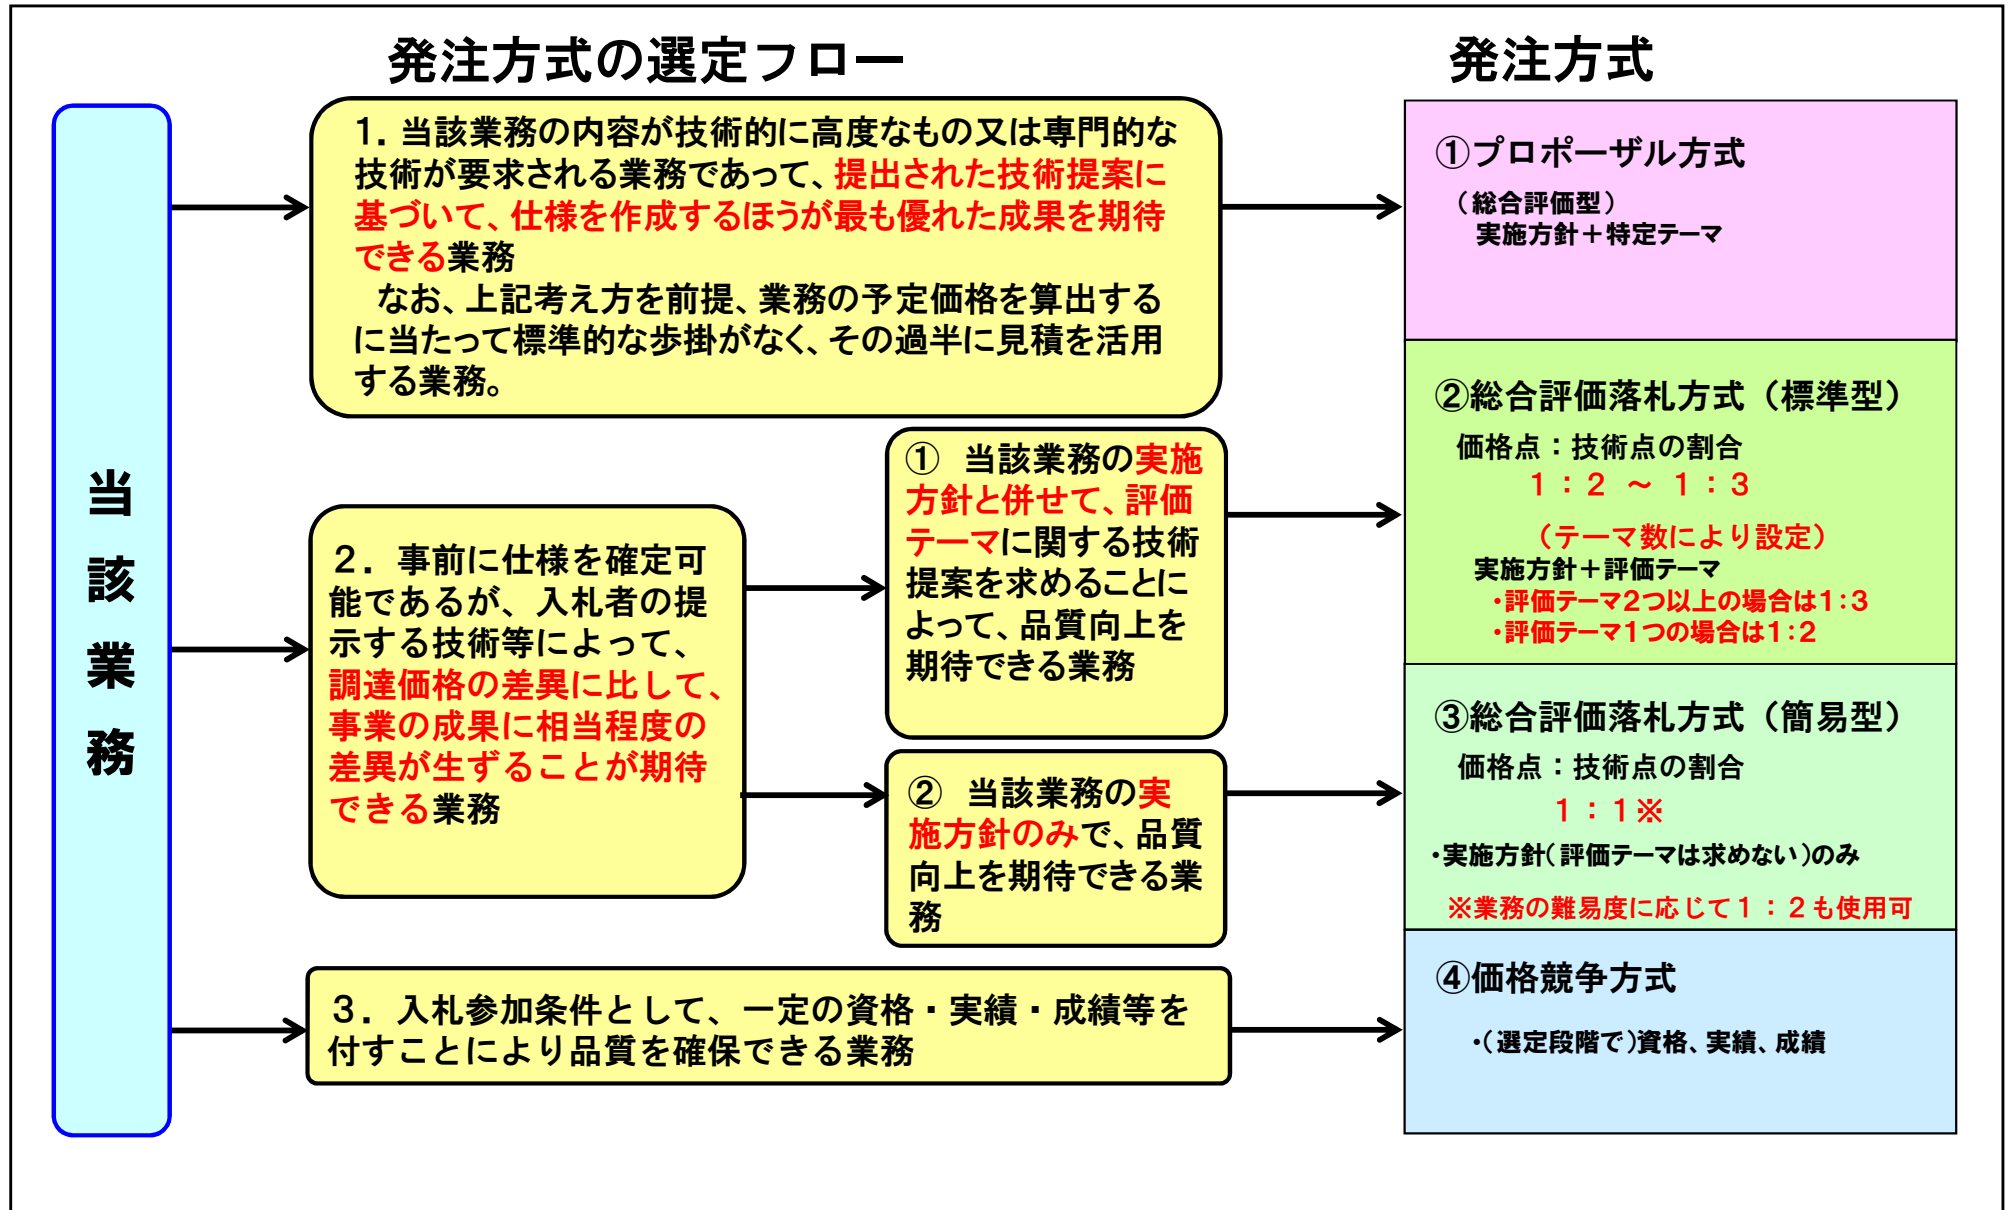 発注方式の選定フロー
発注方式
当
該
業
務
１．当該業務の内容が技術的に高度なもの又は専門的な
技術が要求される業務であって、提出された技術提案に
基づいて、仕様を作成するほうが最も優れた成果を期待
できる業務
なお、上記考え方を前提、業務の予定価格を算出する
に当たって標準的な歩掛がなく、その過半に見積を活用
する業務。
２．事前に仕様を確定可
能であるが、入札者の提
示する技術等によって、
調達価格の差異に比して、
事業の成果に相当程度の
差異が生ずることが期待
できる業務
①　当該業務の実施
方針と併せて、評価
テーマに関する技術
提案を求めることに
よって、品質向上を
期待できる業務
②　当該業務の実
施方針のみで、品質
向上を期待できる業
務
３．入札参加条件として、一定の資格・実績・成績等を
付すことにより品質を確保できる業務
①プロポーザル方式
（総合評価型）
実施方針＋特定テーマ
②総合評価落札方式（標準型）
価格点：技術点の割合
１：２ ～ １：３
（テーマ数により設定）
実施方針＋評価テーマ
・評価テーマ2つ以上の場合は1：3
・評価テーマ1つの場合は1：2
③総合評価落札方式（簡易型）
価格点：技術点の割合
１：１※
・実施方針（評価テーマは求めない）のみ
※業務の難易度に応じて１：２も使用可
④価格競争方式
・（選定段階で）資格、実績、成績